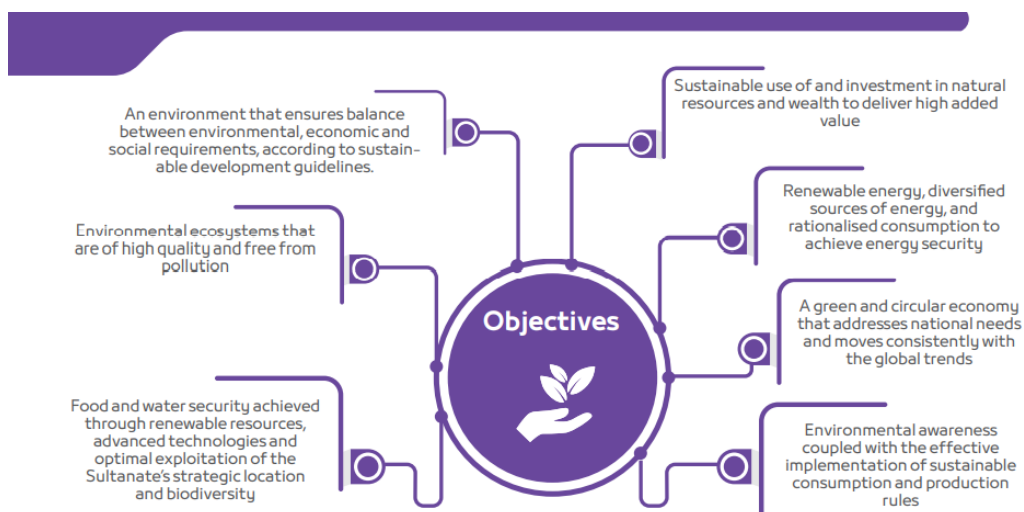 An environment that ensures balance
between environmental, economic and
social requirements, according to sustain-
able development guidelines.
Environmental ecosystems that
are of high quality and free from
pollution
Food and water security achieved
through renewable resources,
advanced technologies and
optimal exploitation of the
Sultanate's strategic location
and biodiversity
Objectives
Sustainable use of and investment in natural
resources and wealth to deliver high added
value
Renewable energy, diversified
sources of energy, and
rationalised consumption to
achieve energy security
A green and circular economy
that addresses national needs
and moves consistently with
the global trends
Environmental awareness
coupled with the effective
implementation of sustainable
consumption and production
rules